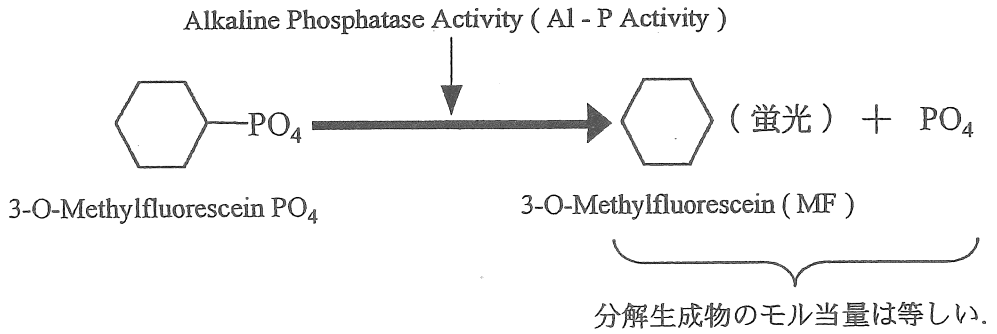 Alkaline Phosphatase Activity ( Al - P Activity )
PO4
( 蛍光 ) + PO4
3-O-Methylfluorescein PO4
3-O-Methylfluorescein ( MF )
分解生成物のモル当量は等しい.